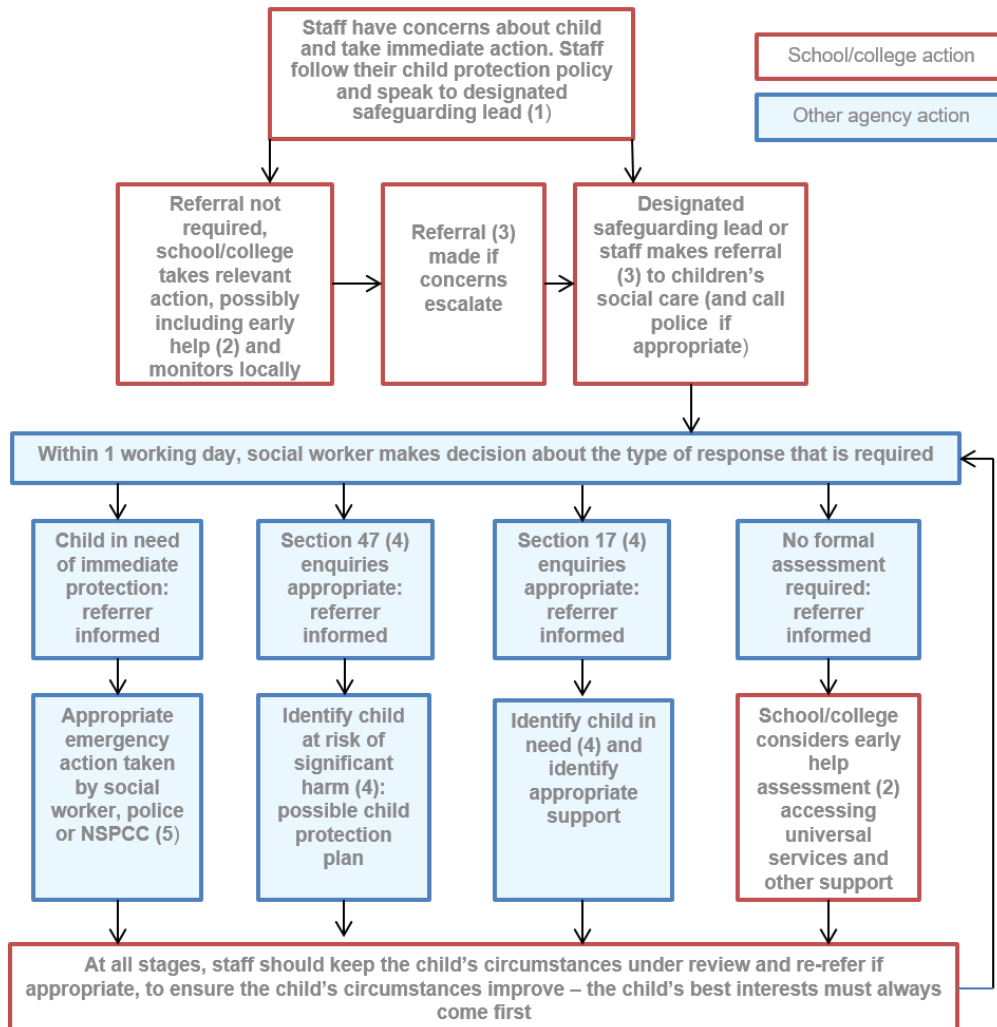 Staff have concerns about child
and take immediate action. Staff
follow their child protection policy
and speak to designated
safeguarding lead (1)
School/college action
Other agency action
Referral not
required,
school/college
takes relevant
action, possibly
including early
help (2) and
monitors locally
Referral (3)
made if
concerns
escalate
Designated
safeguarding lead or
staff makes referral
(3) to children’s
social care (and call
police if
appropriate)
Within 1 working day, social worker makes decision about the type of response that is required
Child in need
of immediate
protection:
referrer
informed
Section 47 (4)
enquiries
appropriate:
referrer
informed
Section 17 (4)
enquiries
appropriate:
referrer
informed
No formal
assessment
required:
referrer
informed
Appropriate
emergency
action taken
by social
worker, police
or NSPCC (5)
Identify child
at risk of
significant
harm (4):
possible child
protection
plan
Identify child in
need (4) and
identify
appropriate
support
School/college
considers early
help
assessment (2)
accessing
universal
services and
other support
At all stages, staff should keep the child’s circumstances under review and re-refer if
appropriate, to ensure the child’s circumstances improve – the child’s best interests must always
come first